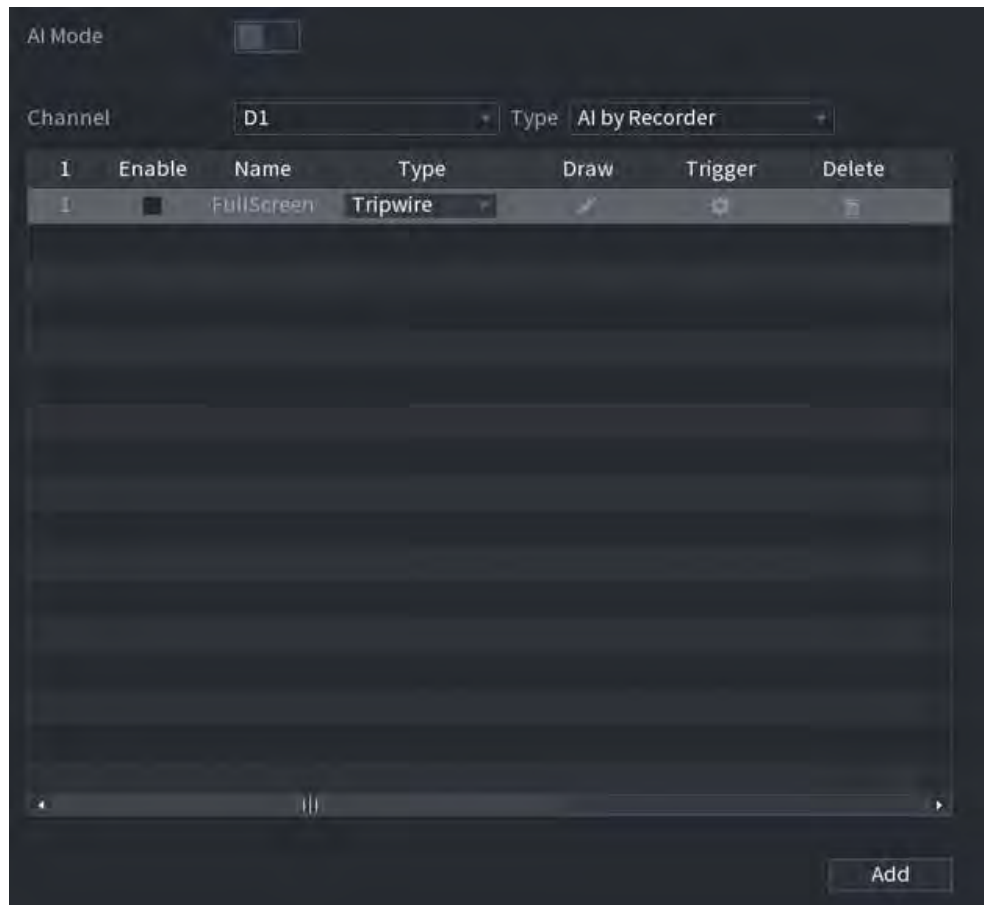 AI Mode
Channel D1 Type AI by Recorder
1 Enable Name Type Draw Trigger Delete
1 FullScreen Tripwire
Add